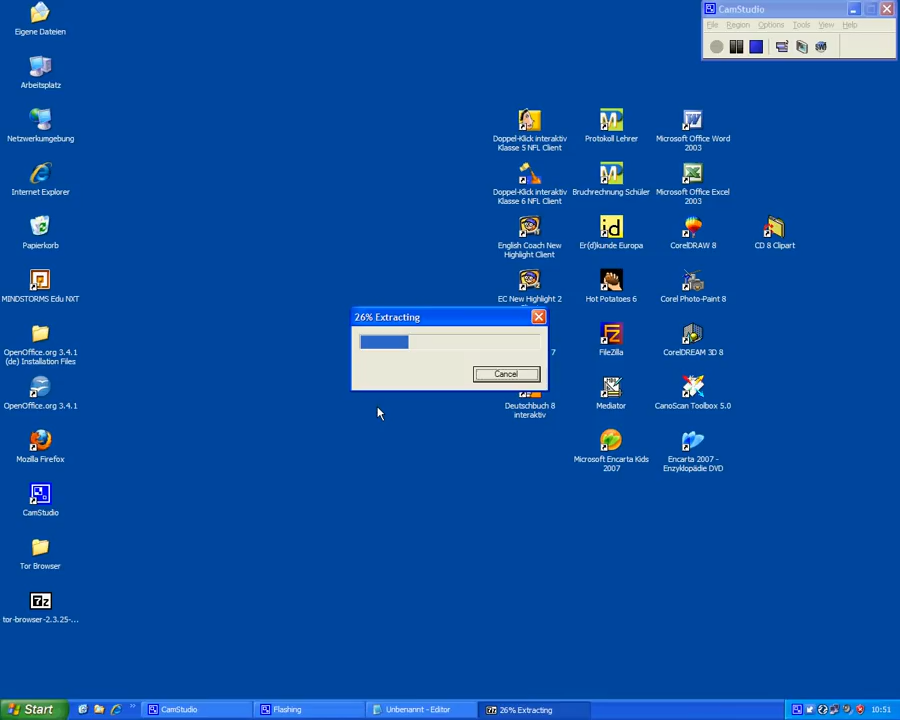 CamStudio
File Region Options Tools View Help
Eigene Dateien
Arbeitsplatz
Netzwerkumgebung
Internet Explorer
Papierkorb
MINDSTORMS Edu NXT
OpenOffice.org 3.4.1
(de) Installation Files
OpenOffice.org 3.4.1
Mozilla Firefox
CamStudio
Tor Browser
7z
tor-browser-2.3.25-...
Doppel-Klick interaktiv
Klasse 5 NFL Client
Protokoll Lehrer
Microsoft Office Word
2003
Doppel-Klick interaktiv
Klasse 6 NFL Client
Bruchrechnung Schüler
Microsoft Office Excel
2003
English Coach New
Highlight Client
id
Er(d)kunde Europa
CorelDRAW 8
CD 8 Clipart
EC New Highlight 2
Hot Potatoes 6
Corel Photo-Paint 8
7
FileZilla
CorelDREAM 3D 8
Deutschbuch 8
interaktiv
Mediator
CanoScan Toolbox 5.0
Microsoft Encarta Kids
2007
Encarta 2007 -
Enzyklopädie DVD
26% Extracting
Cancel
Start
CamStudio
Flashing
Unbenannt - Editor
7z 26% Extracting
10:51